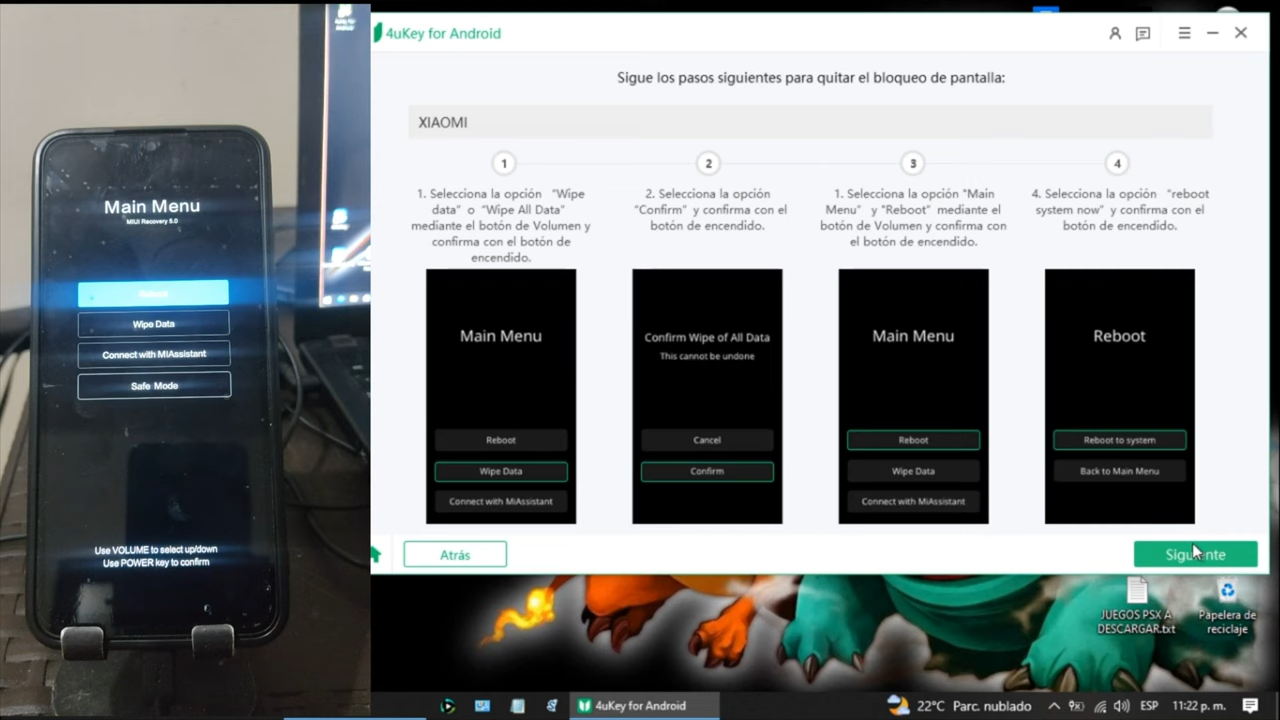 Main Menu
MIUI Recovery 5.0
Wipe Data
Connect with MIAssistant
Safe Mode
Use VOLUME to select up/down
Use POWER key to confirm
4uKey for Android
Sigue los pasos siguientes para quitar el bloqueo de pantalla:
XIAOMI
1
1. Selecciona la opción "Wipe
data" o "Wipe All Data"
mediante el botón de Volumen y
confirma con el botón de
encendido.
Main Menu
Reboot
Wipe Data
Connect with MiAssistant
2
2. Selecciona la opción
"Confirm" y confirma con el
botón de encendido.
Confirm Wipe of All Data
This cannot be undone
Cancel
Confirm
3
1. Selecciona la opción "Main
Menu" y "Reboot" mediante el
botón de Volumen y confirma con
el botón de encendido.
Main Menu
Reboot
Wipe Data
Connect with MiAssistant
4
4. Selecciona la opción "reboot
system now" y confirma con el
botón de encendido.
Reboot
Reboot to system
Back to Main Menu
Atrás
Siguiente
JUEGOS PSX A
DESCARGAR.txt
Papelera de
reciclaje
4uKey for Android
22°C Parc. nublado
ESP
11:22 p. m.